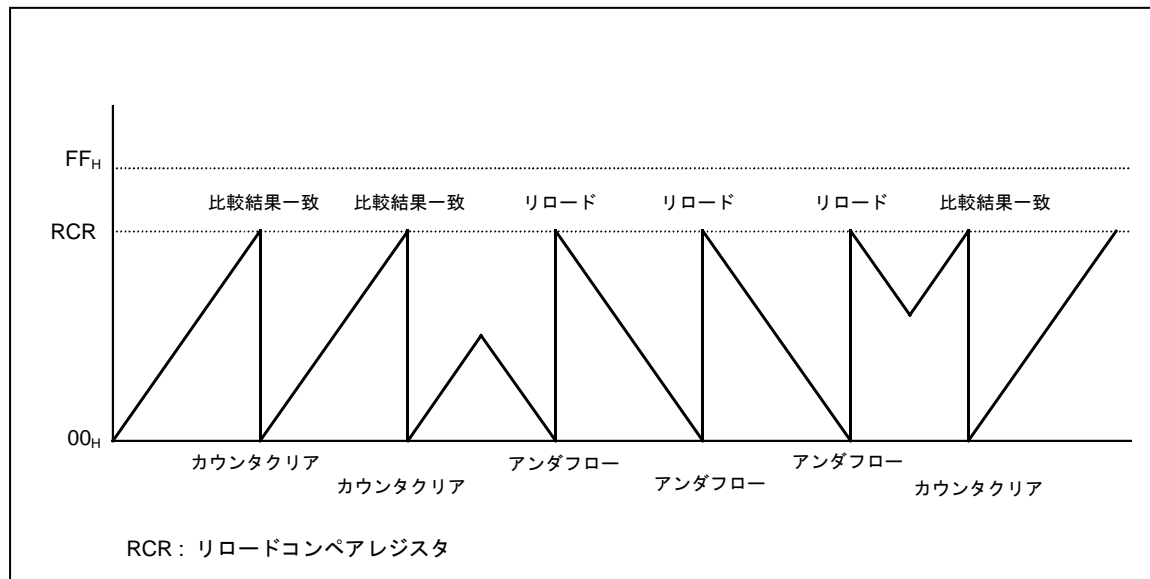 FFH
比較結果一致 比較結果一致 リロード リロード リロード 比較結果一致
RCR
00H
カウンタクリア アンダフロー アンダフロー
カウンタクリア アンダフロー カウンタクリア
RCR : リロードコンペアレジスタ